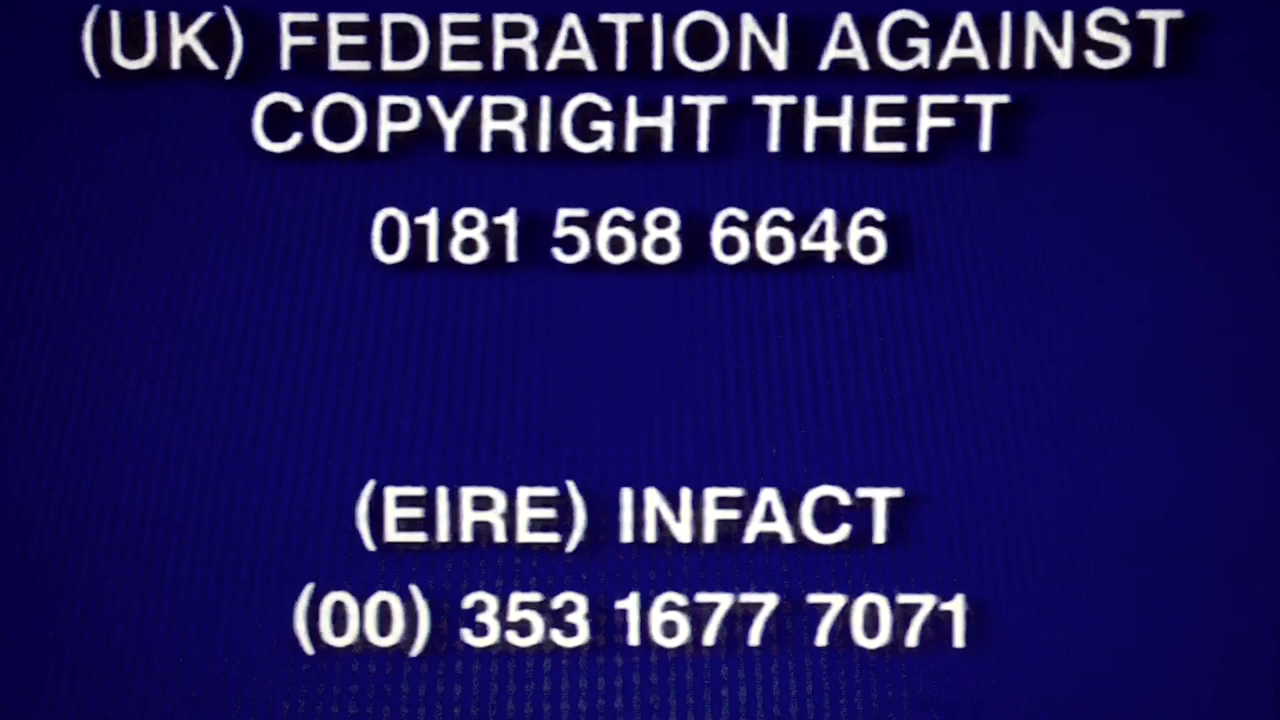 (UK) FEDERATION AGAINST
COPYRIGHT THEFT
0181 568 6646
(EIRE) INFACT
(00) 353 1677 7071